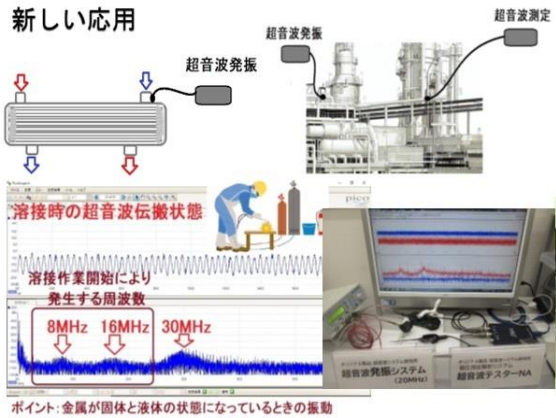 新しい応用
超音波発振
超音波発振
超音波測定
溶接時の超音波伝搬状態
pico
溶接作業開始により
発生する周波数
8MHz
16MHz
30MHz
超音波発振システム
(20MHz)
超音波テスターNA
ポイント:金属が固体と液体の状態になっているときの振動